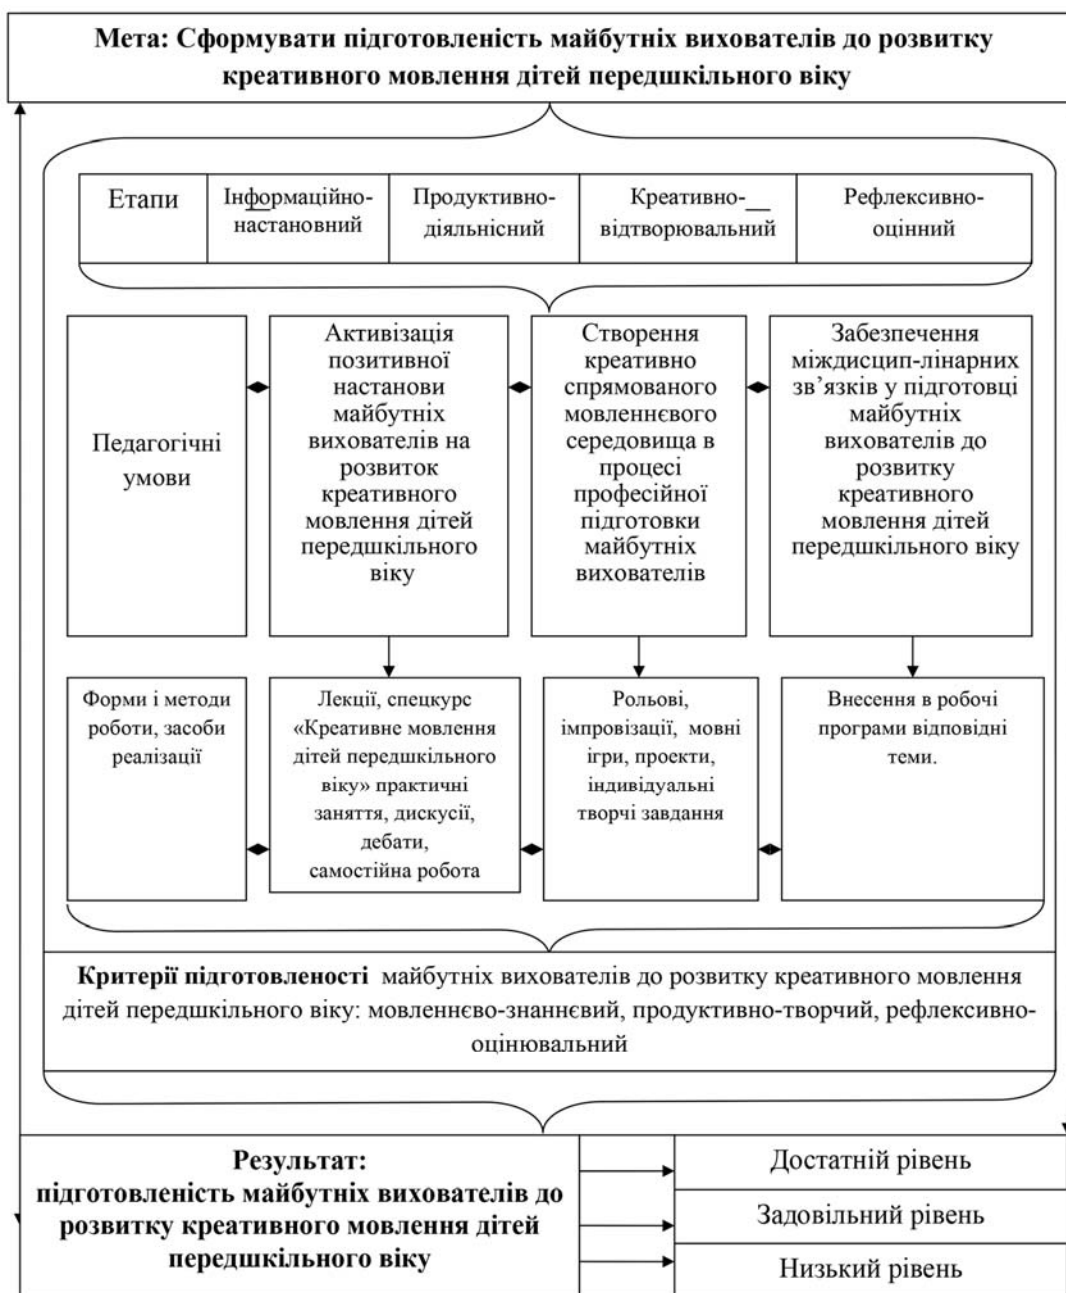 Мета: Сформувати підготовленість майбутніх вихователів до розвитку
креативного мовлення дітей передшкільного віку
Етапи
Інформаційно-
настановний
Продуктивно-
діяльнісний
Креативно-
відтворювальний
Рефлексивно-
оцінний
Педагогічні
умови
Активізація
позитивної
настанови
майбутніх
вихователів на
розвиток
креативного
мовлення дітей
передшкільного
віку
Створення
креативно
спрямованого
мовленнєвого
середовища в
процесі
професійної
підготовки
майбутніх
вихователів
Забезпечення
міждисцип-лінарних
зв’язків у підготовці
майбутніх
вихователів до
розвитку
креативного
мовлення дітей
передшкільного віку
Форми і методи
роботи, засоби
реалізації
Лекції, спецкурс
«Креативне мовлення
дітей передшкільного
віку» практичні
заняття, дискусії,
дебати,
самостійна робота
Рольові,
імпровізації, мовні
ігри, проекти,
індивідуальні
творчі завдання
Внесення в робочі
програми відповідні
теми.
Критерії підготовленості майбутніх вихователів до розвитку креативного мовлення
дітей передшкільного віку: мовленнєво-знаннєвий, продуктивно-творчий, рефлексивно-
оцінювальний
Результат:
підготовленість майбутніх вихователів до
розвитку креативного мовлення дітей
передшкільного віку
Достатній рівень
Задовільний рівень
Низький рівень